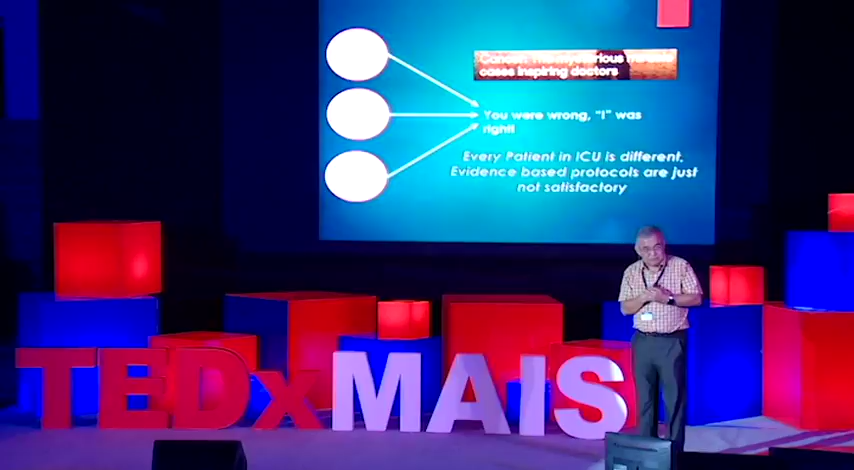 cases inspiring doctors
You were wrong, "I" was
right!
Every Patient in ICU is different.
Evidence based protocols are just
not satisfactory
TEDxMAIS